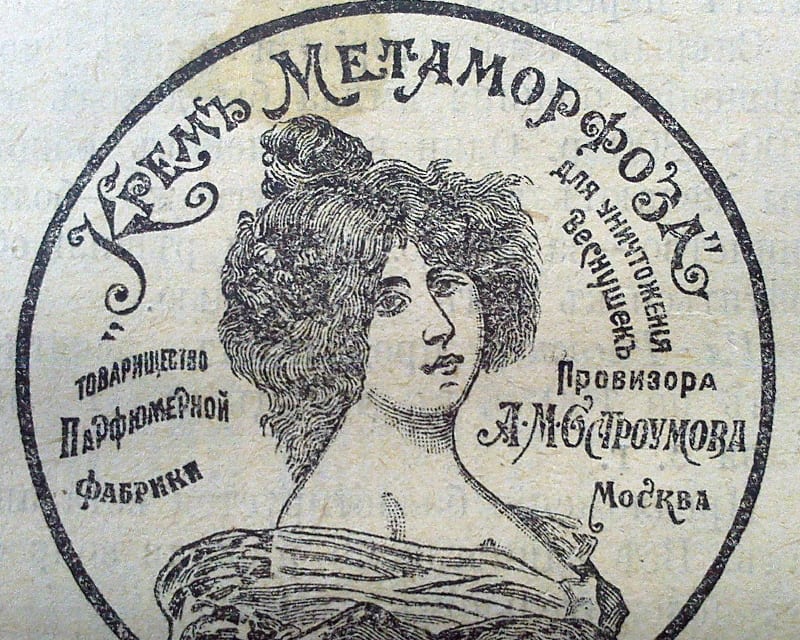 „Кремъ Метаморфоза“
для уничтоженія
веснушекъ
Товарищество
Парфюмерной
Фабрики
Провизора
А. М. Остроумова
Москва